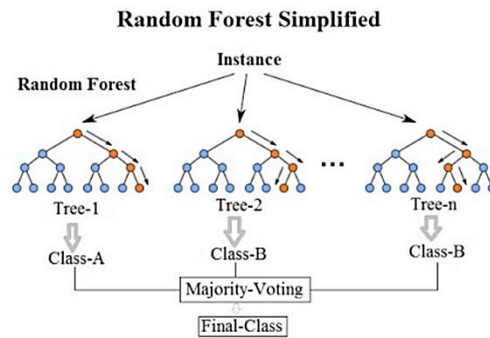 Random Forest Simplified
Instance
Random Forest
...
Tree-1
Tree-2
Tree-n
Class-A
Class-B
Class-B
Majority-Voting
Final-Class